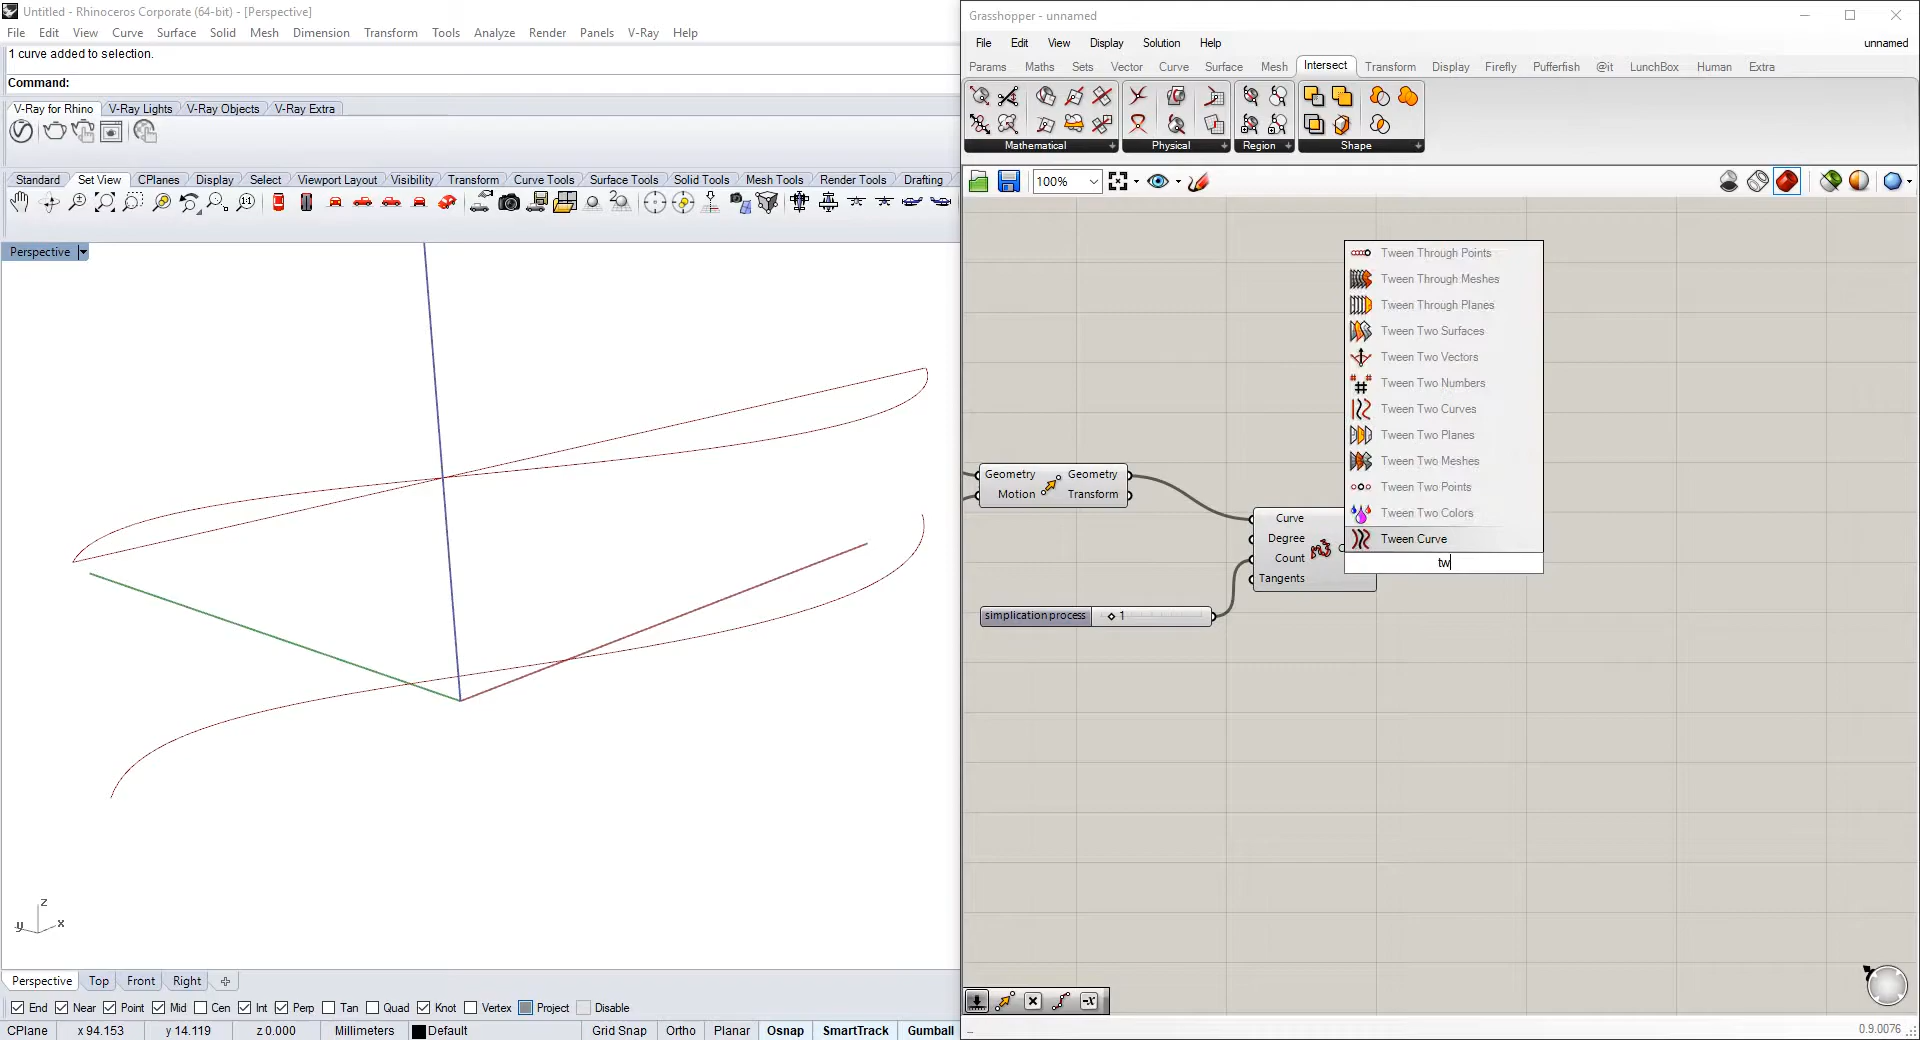 Untitled - Rhinoceros Corporate (64-bit) - [Perspective]
File Edit View Curve Surface Solid Mesh Dimension Transform Tools Analyze Render Panels V-Ray Help
1 curve added to selection.
Command:
V-Ray for Rhino V-Ray Lights V-Ray Objects V-Ray Extra
Standard Set View CPlanes Display Select Viewport Layout Visibility Transform Curve Tools Surface Tools Solid Tools Mesh Tools Render Tools Drafting
Perspective
z
y x
Perspective Top Front Right
End Near Point Mid Cen Int Perp Tan Quad Knot Vertex Project Disable
CPlane x 94.153 y 14.119 z 0.000 Millimeters Default Grid Snap Ortho Planar Osnap SmartTrack Gumball
Grasshopper - unnamed
File Edit View Display Solution Help unnamed
Params Maths Sets Vector Curve Surface Mesh Intersect Transform Display Firefly Pufferfish @it LunchBox Human Extra
Mathematical Physical Region Shape
100%
Tween Through Points
Tween Through Meshes
Tween Through Planes
Tween Two Surfaces
Tween Two Vectors
Tween Two Numbers
Tween Two Curves
Tween Two Planes
Tween Two Meshes
Tween Two Points
Tween Two Colors
Tween Curve
tw
Geometry Geometry
Motion Transform
Curve
Degree
Count
Tangents
simplication process 1
0.9.0076